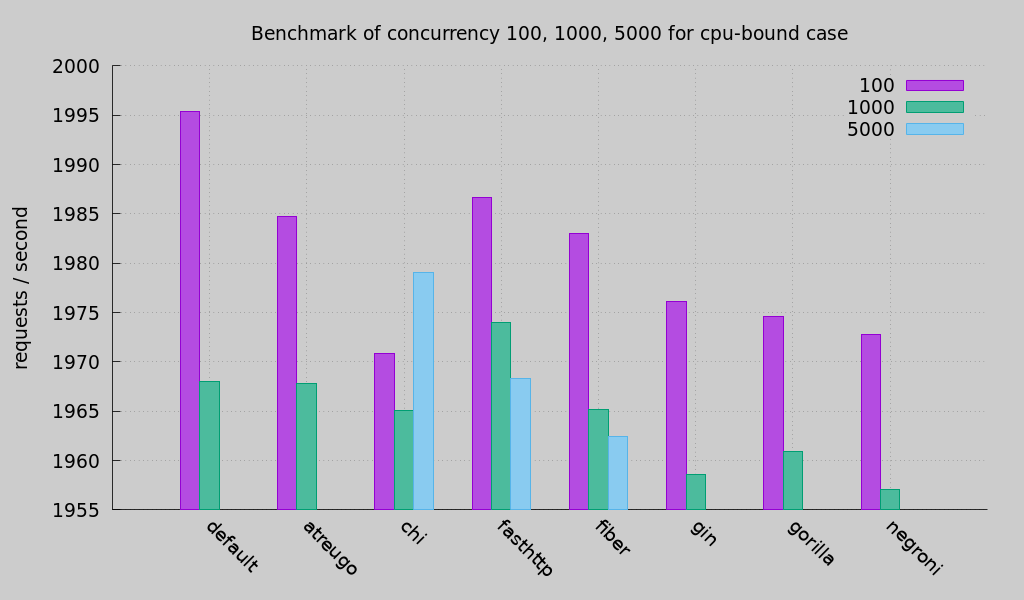 Benchmark of concurrency 100, 1000, 5000 for cpu-bound case
100
1000
5000
requests / second
2000
1995
1990
1985
1980
1975
1970
1965
1960
1955
default
atreugo
chi
fasthttp
fiber
gin
gorilla
negroni